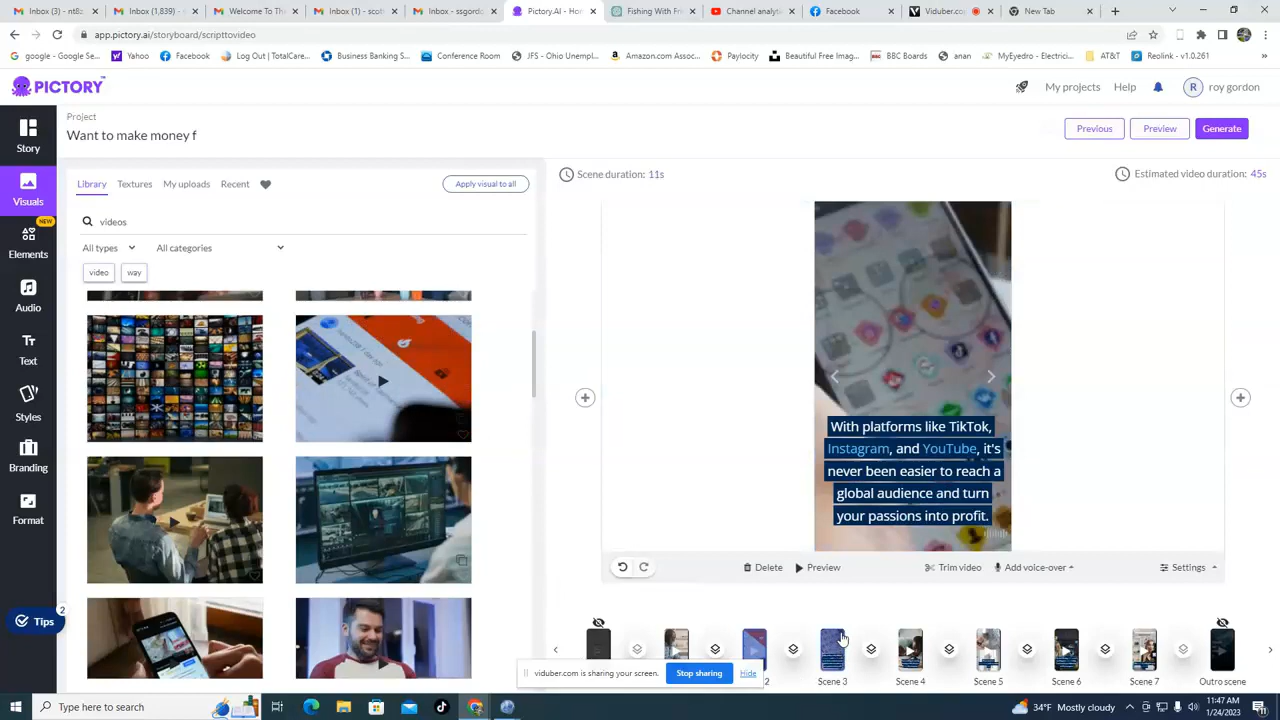 Inbox (3) - mt8b
Inbox (1,839) -
Welcome To The
Inbox (1) - scott
Inbox - ssgordo
Pictory.AI - Hom
Fishing With Fri
Channel analytic
Facebook
Viduber.co
New Tab
app.pictory.ai/storyboard/scripttovideo
google - Google Se...
Yahoo
Facebook
Log Out | TotalCare...
Business Banking S...
Conference Room
JFS - Ohio Unempl...
Amazon.com Assoc...
Paylocity
Beautiful Free Imag...
BBC Boards
anan
MyEyedro - Electrici...
AT&T
Reolink - v1.0.261
PICTORY
My projects
Help
R
roy gordon
Project
Want to make money f
Previous
Preview
Generate
Story
Visuals
NEW
Elements
Audio
Text
Styles
Branding
Format
Tips
2
Library
Textures
My uploads
Recent
Apply visual to all
videos
All types
All categories
video
way
Scene duration: 11s
Estimated video duration: 45s
With platforms like TikTok,
Instagram, and YouTube, it's
never been easier to reach a
global audience and turn
your passions into profit.
Delete
Preview
Trim video
Add voice-over
Settings
2
Scene 3
Scene 4
Scene 5
Scene 6
Scene 7
Outro scene
viduber.com is sharing your screen.
Stop sharing
Hide
Type here to search
34°F Mostly cloudy
11:47 AM
1/24/2023